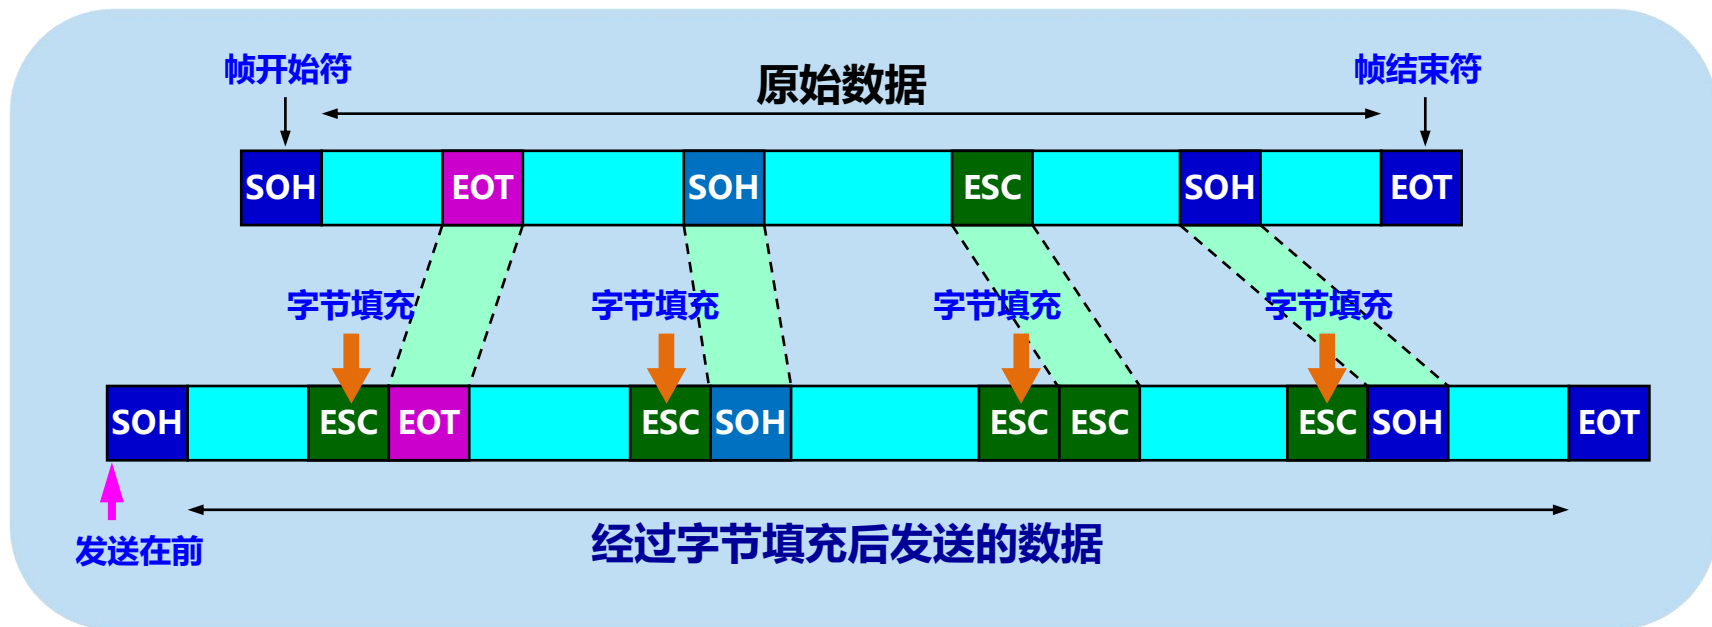 帧开始符
原始数据
帧结束符
SOH EOT SOH ESC SOH EOT
字节填充 字节填充 字节填充 字节填充
SOH ESC EOT ESC SOH ESC ESC ESC SOH EOT
发送在前
经过字节填充后发送的数据